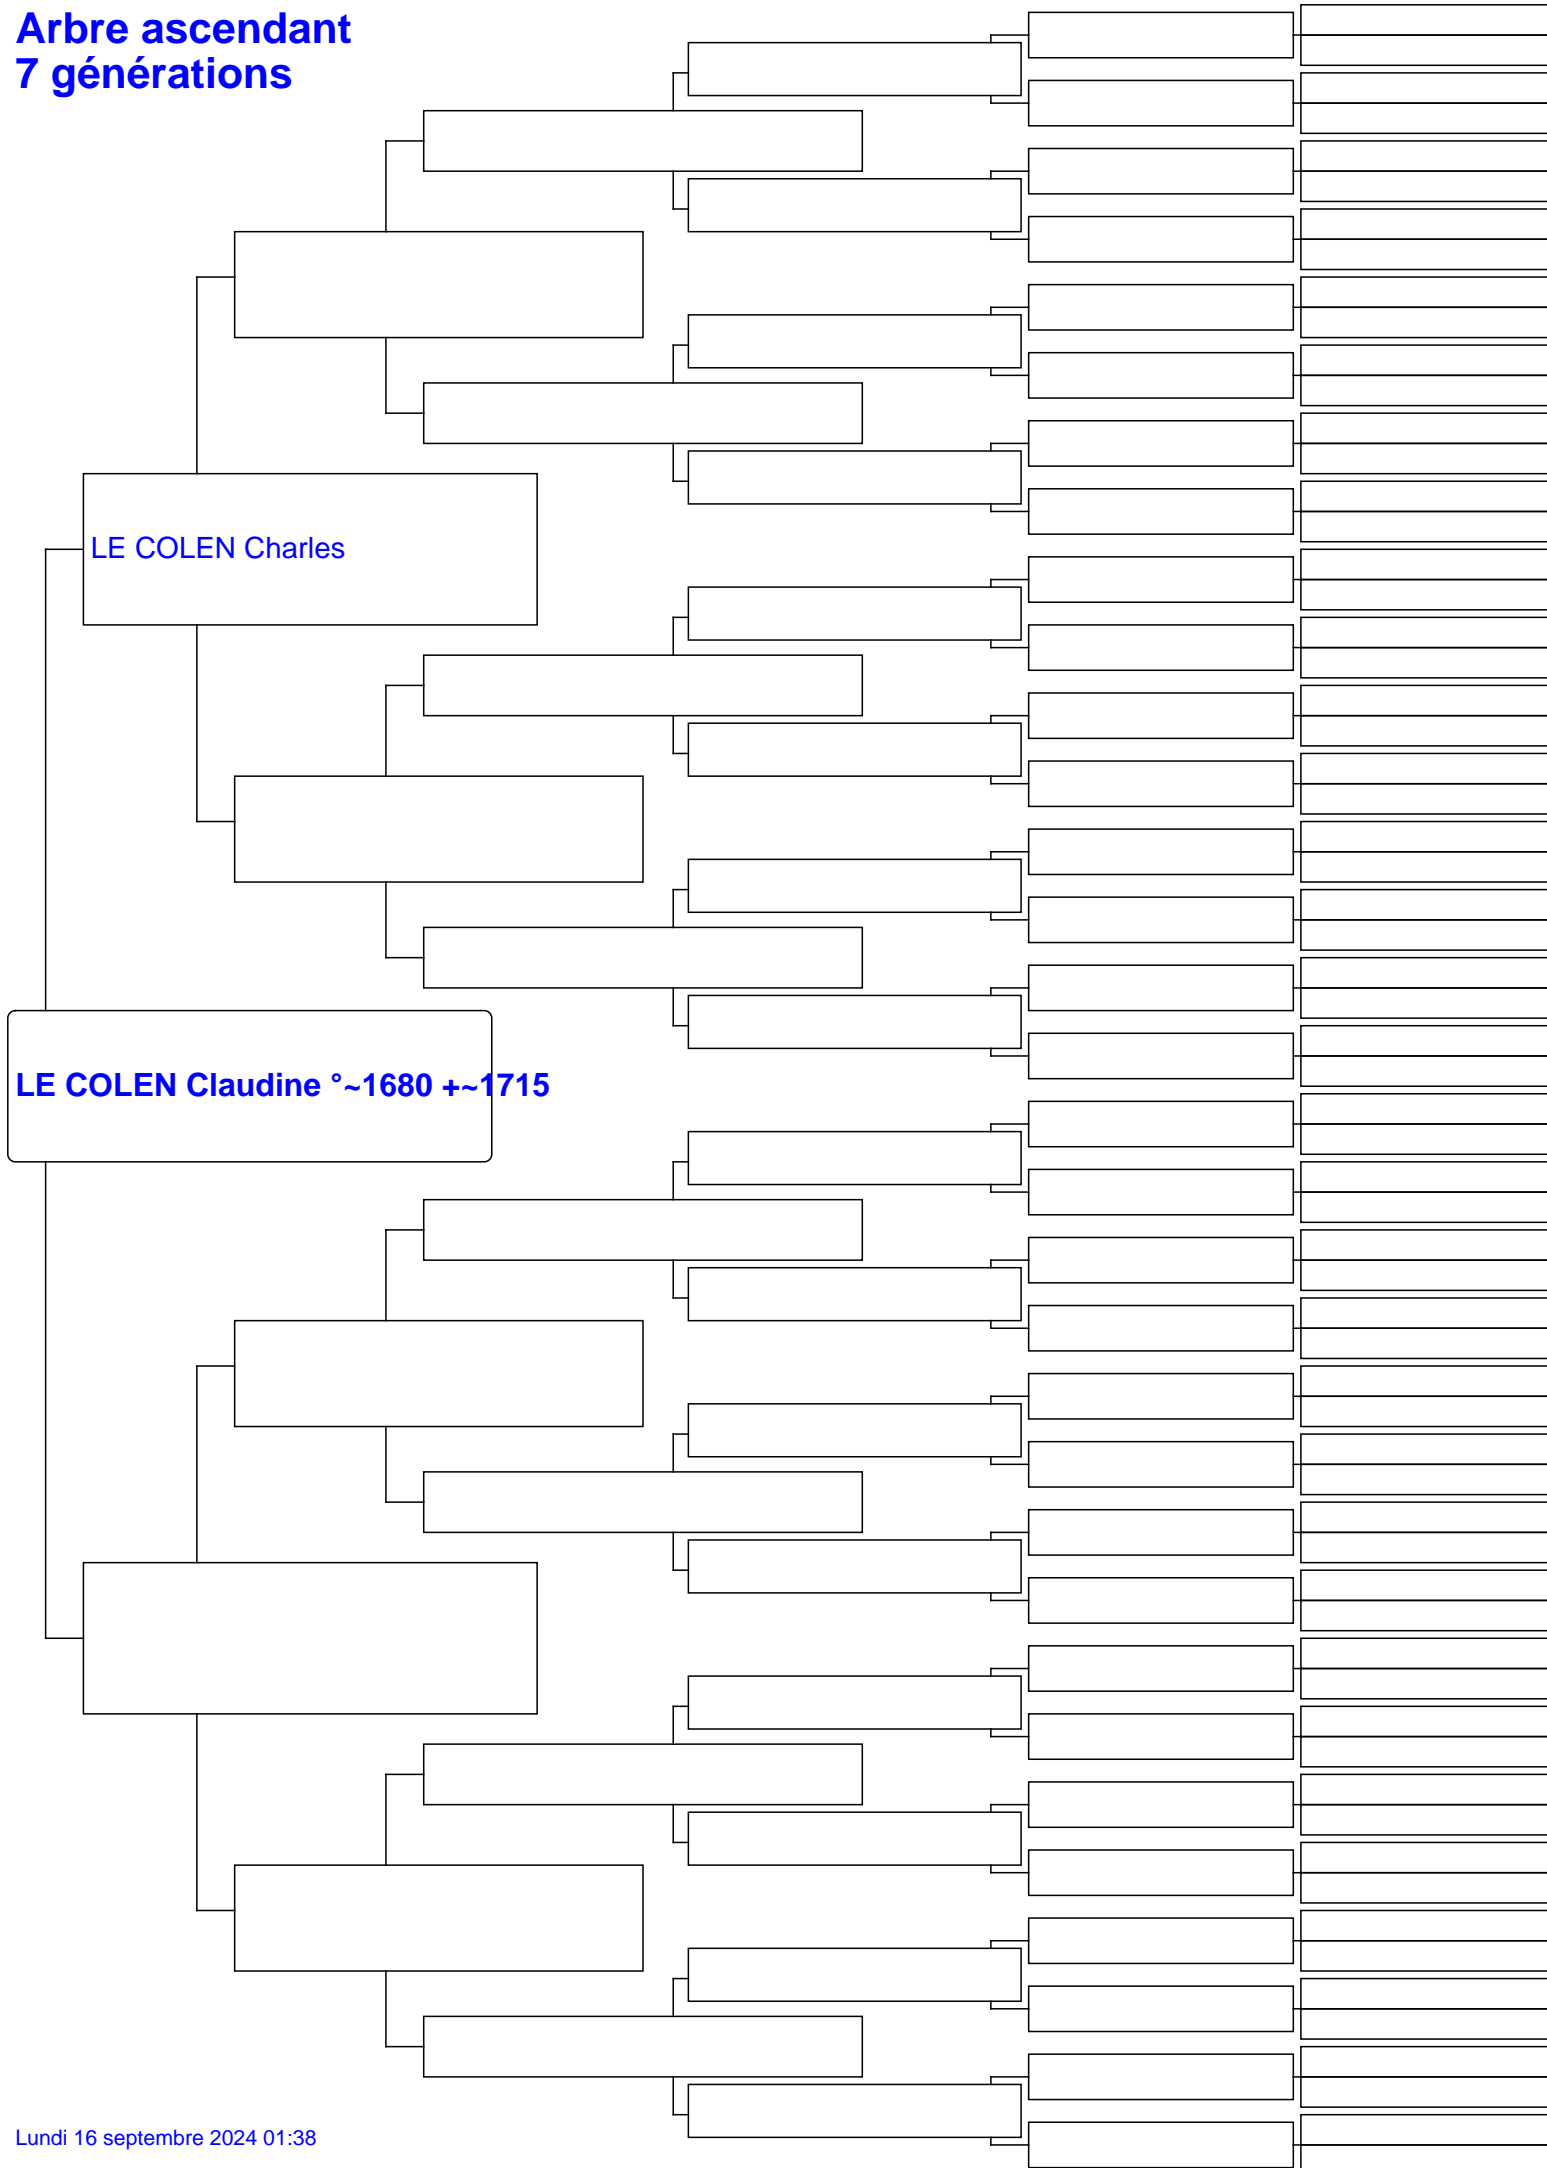 Arbre ascendant
7 générations
LE COLEN Charles
LE COLEN Claudine °~1680 +~1715
Lundi 16 septembre 2024 01:38